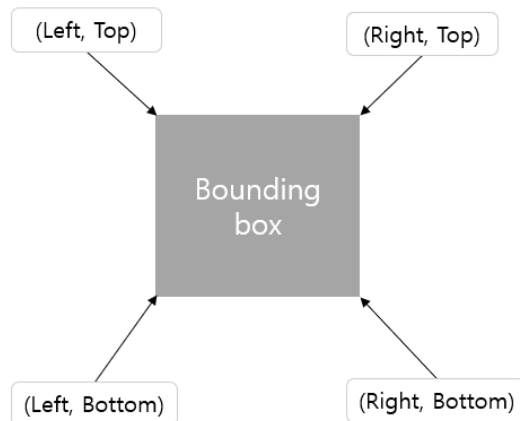 (Left, Top)
(Right, Top)
Bounding
box
(Left, Bottom)
(Right, Bottom)